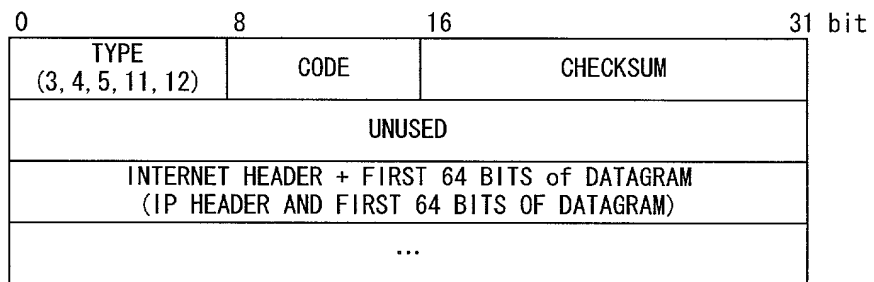 0 8 16 31 bit
TYPE
(3, 4, 5, 11, 12)
CODE
CHECKSUM
UNUSED
INTERNET HEADER + FIRST 64 BITS of DATAGRAM
(IP HEADER AND FIRST 64 BITS OF DATAGRAM)
...